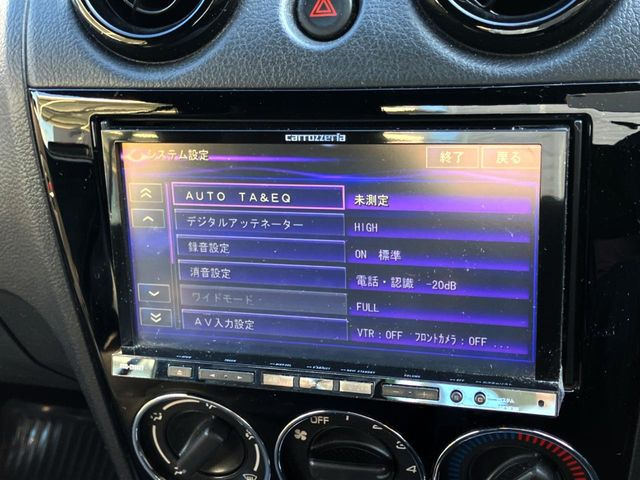 carrozzeria
システム設定 終了 戻る
AUTO TA&EQ 未測定
デジタルアッテネーター HIGH
録音設定 ON 標準
消音設定 電話・認識 -20dB
ワイドモード FULL
AV入力設定 VTR:OFF フロントカメラ:OFF ...
OFF